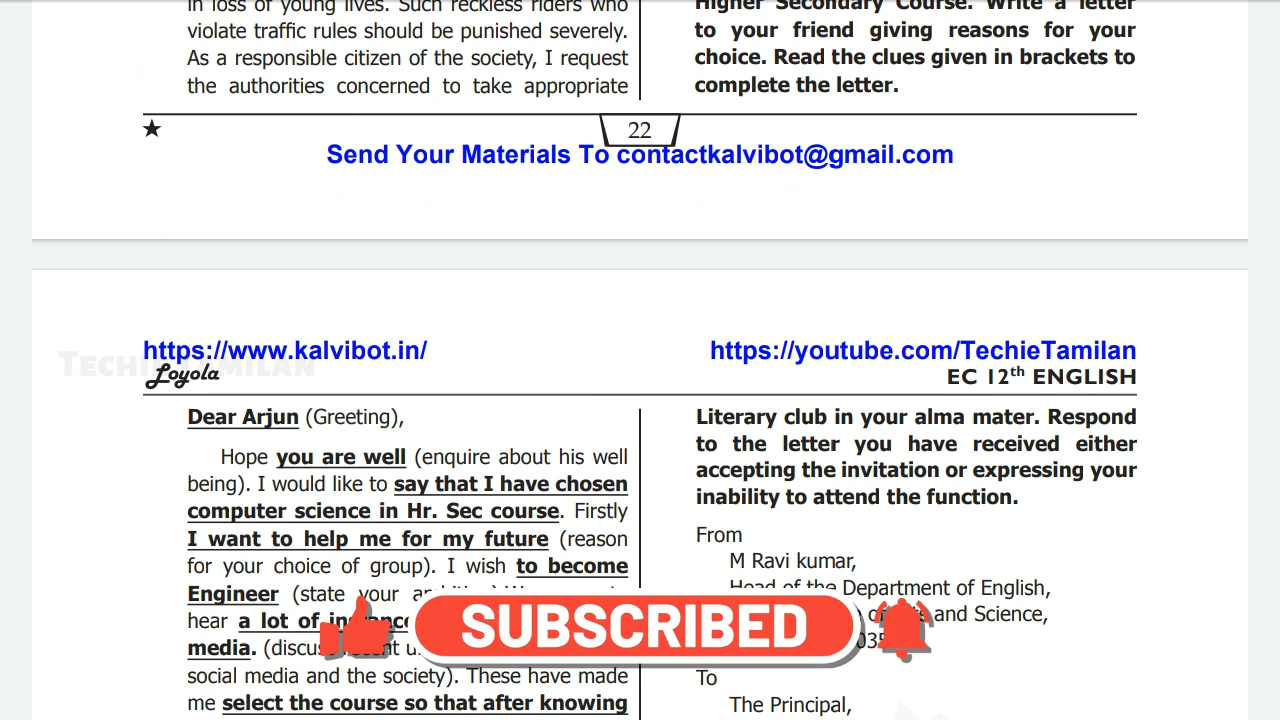 in loss of young lives. Such reckless riders who
violate traffic rules should be punished severely.
As a responsible citizen of the society, I request
the authorities concerned to take appropriate
Higher Secondary Course. Write a letter
to your friend giving reasons for your
choice. Read the clues given in brackets to
complete the letter.
★
22
Send Your Materials To contactkalvibot@gmail.com
https://www.kalvibot.in/
https://youtube.com/TechieTamilan
TECHIE TAMILAN
Loyola
EC 12th ENGLISH
Dear Arjun (Greeting),
Hope you are well (enquire about his well
being). I would like to say that I have chosen
computer science in Hr. Sec course. Firstly
I want to help me for my future (reason
for your choice of group). I wish to become
Engineer (state your
hear a lot of
media.
social media and the society). These have made
me select the course so that after knowing
Literary club in your alma mater. Respond
to the letter you have received either
accepting the invitation or expressing your
inability to attend the function.
From
M Ravi kumar,
Head of the Department of English,
and Science,
To
The Principal,
SUBSCRIBED